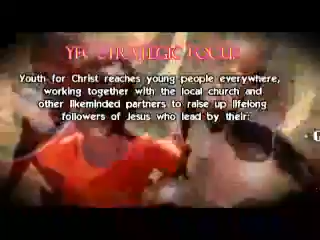 YFC STRATEGIC FOCUS
Youth for Christ reaches young people everywhere,
working together with the local church and
other likeminded partners to raise up lifelong
followers of Jesus who lead by their: